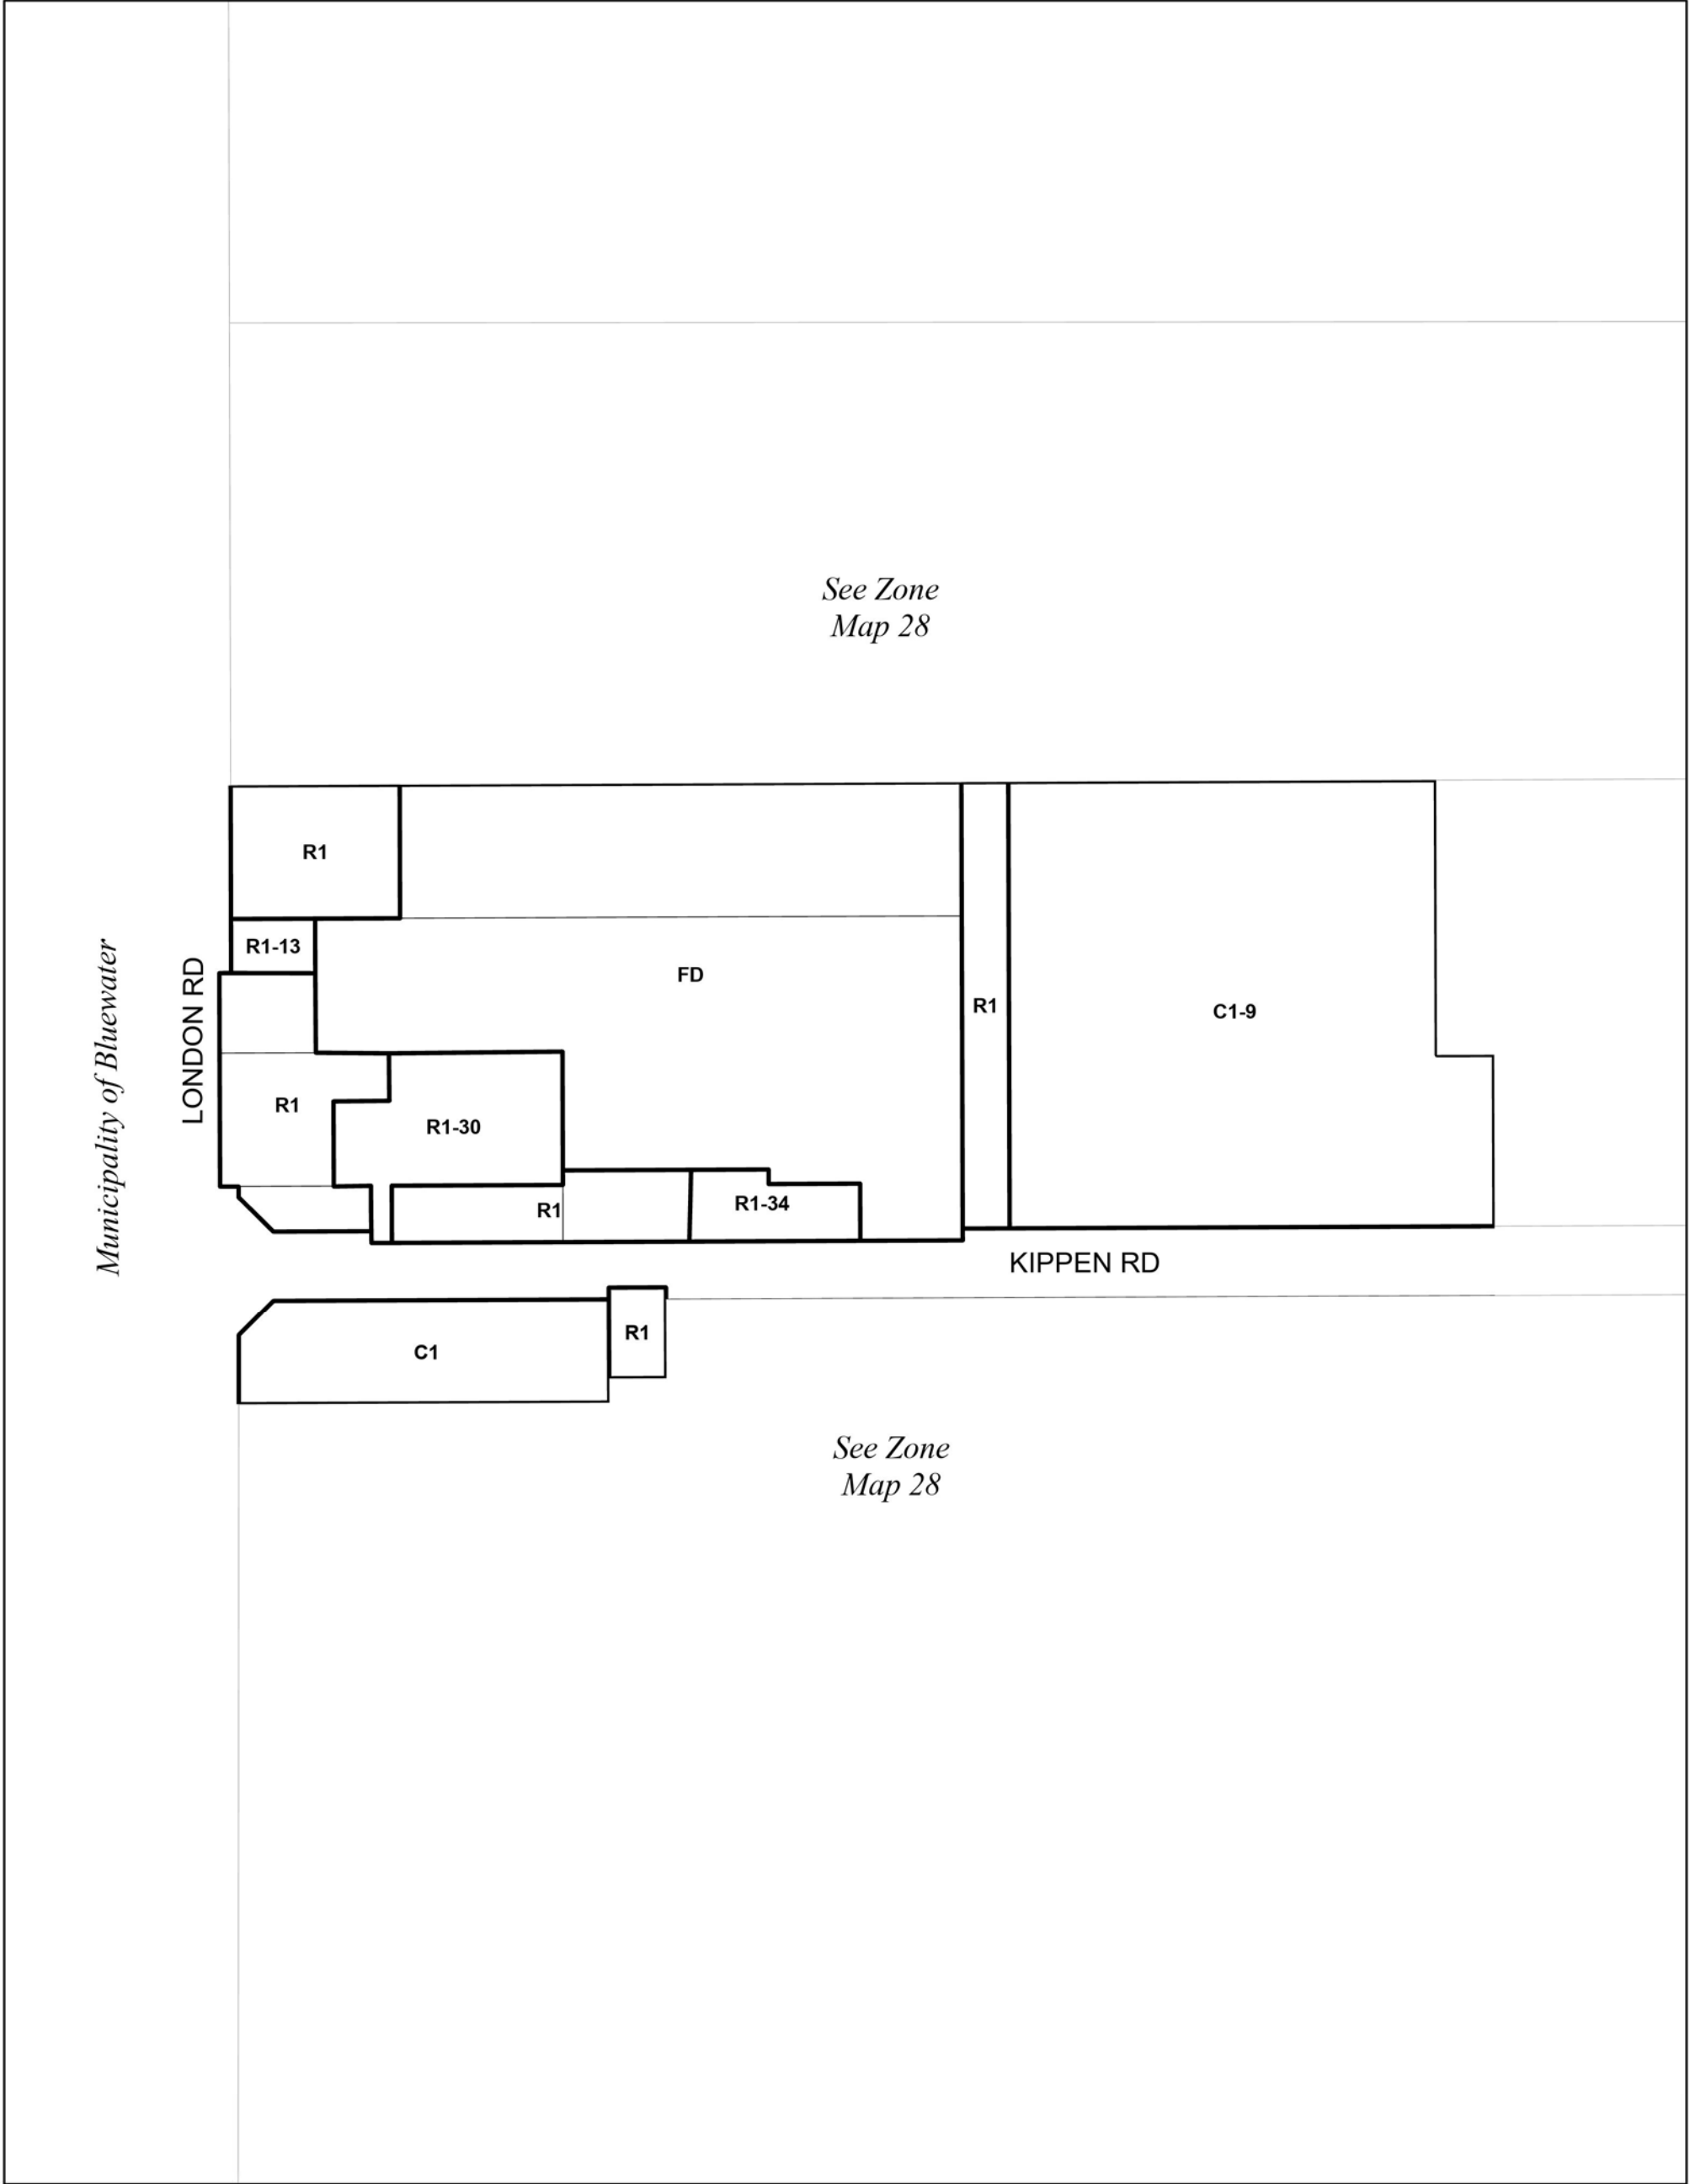 See Zone
Map 28
R1
R1-13
FD
R1
C1-9
Municipality of Bluewater
LONDON RD
R1
R1-30
R1
R1-34
KIPPEN RD
R1
C1
See Zone
Map 28